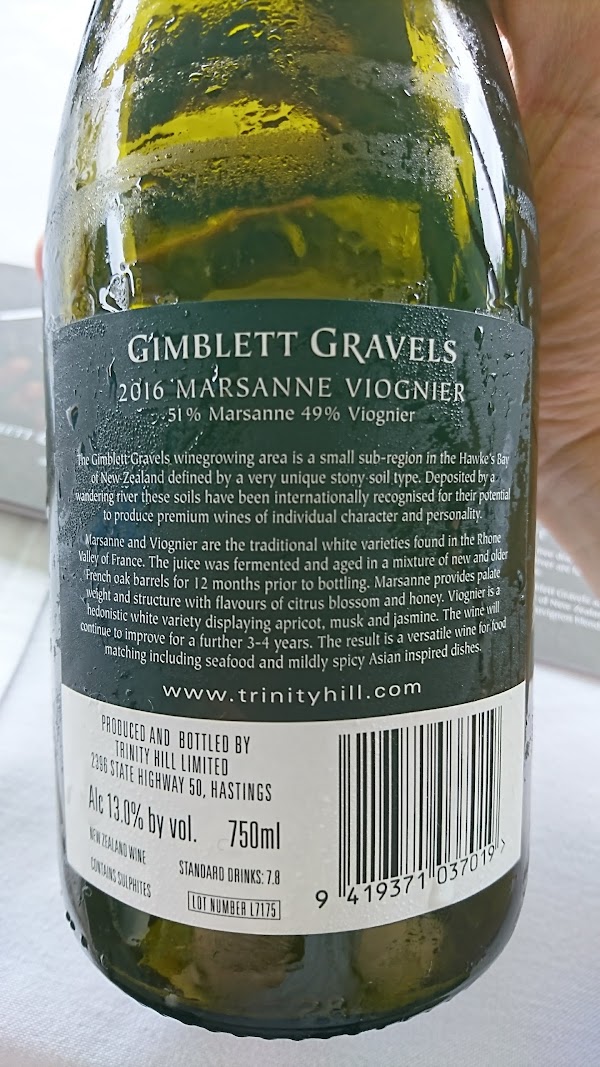 GIMBLETT GRAVELS
2016 MARSANNE VIOGNIER
51% Marsanne 49% Viognier
The Gimblett Gravels winegrowing area is a small sub-region in the Hawke's Bay
of New Zealand defined by a very unique stony soil type. Deposited by a
wandering river these soils have been internationally recognised for their potential
to produce premium wines of individual character and personality.
Marsanne and Viognier are the traditional white varieties found in the Rhone
Valley of France. The juice was fermented and aged in a mixture of new and older
French oak barrels for 12 months prior to bottling. Marsanne provides palate
weight and structure with flavours of citrus blossom and honey. Viognier is a
hedonistic white variety displaying apricot, musk and jasmine. The wine will
continue to improve for a further 3-4 years. The result is a versatile wine for food
matching including seafood and mildly spicy Asian inspired dishes.
www.trinityhill.com
PRODUCED AND BOTTLED BY
TRINITY HILL LIMITED
2396 STATE HIGHWAY 50, HASTINGS
Alc 13.0% by vol. 750ml
NEW ZEALAND WINE
CONTAINS SULPHITES
STANDARD DRINKS: 7.8
LOT NUMBER L7175
9 419371 037019 >